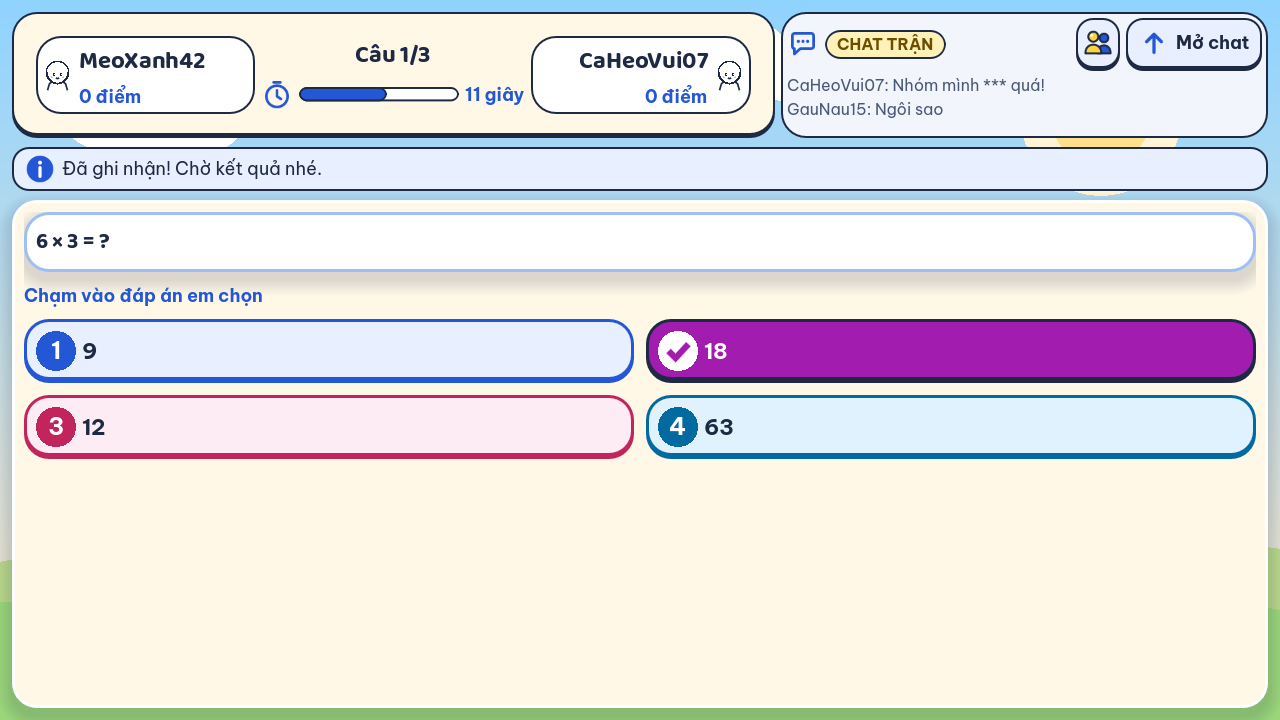 MeoXanh42
0 điểm
Câu 1/3
11 giây
CaHeoVui07
0 điểm
CHAT TRẬN
Mở chat
CaHeoVui07: Nhóm mình *** quá!
GauNau15: Ngôi sao
Đã ghi nhận! Chờ kết quả nhé.
6 × 3 = ?
Chạm vào đáp án em chọn
1 9
18
3 12
4 63